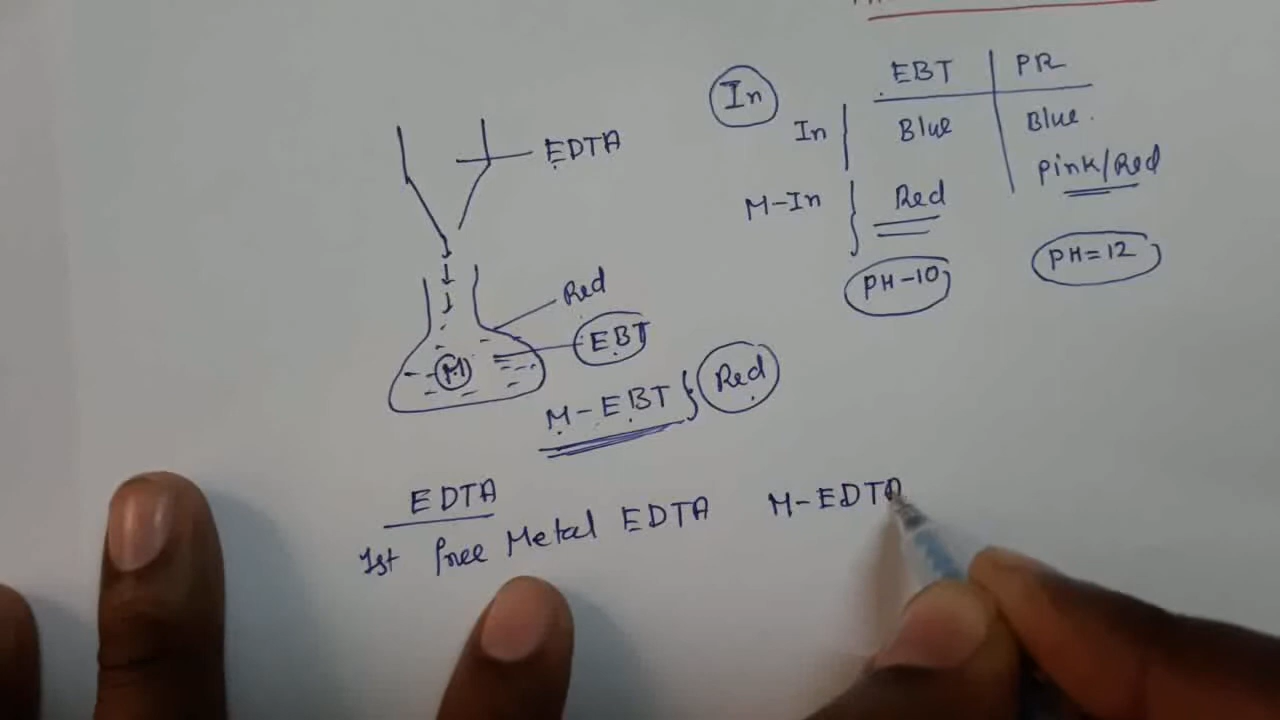 EBT PR
In
In Blue Blue
EDTA
Pink/Red
M-In Red
PH-10 PH=12
Red
EBT
M
M-EBT Red
EDTA
1st free Metal EDTA M-EDTA